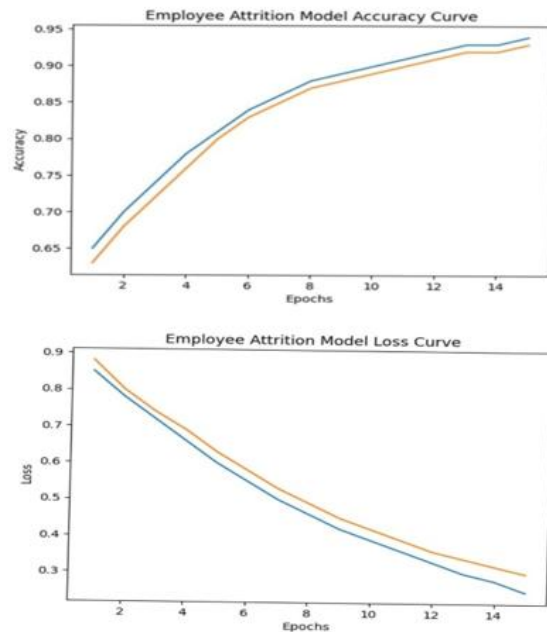 Employee Attrition Model Accuracy Curve
0.95
0.90
0.85
0.80
0.75
0.70
0.65
Accuracy
2 4 6 8 10 12 14
Epochs
Employee Attrition Model Loss Curve
0.9
0.8
0.7
0.6
0.5
0.4
0.3
Loss
2 4 6 8 10 12 14
Epochs